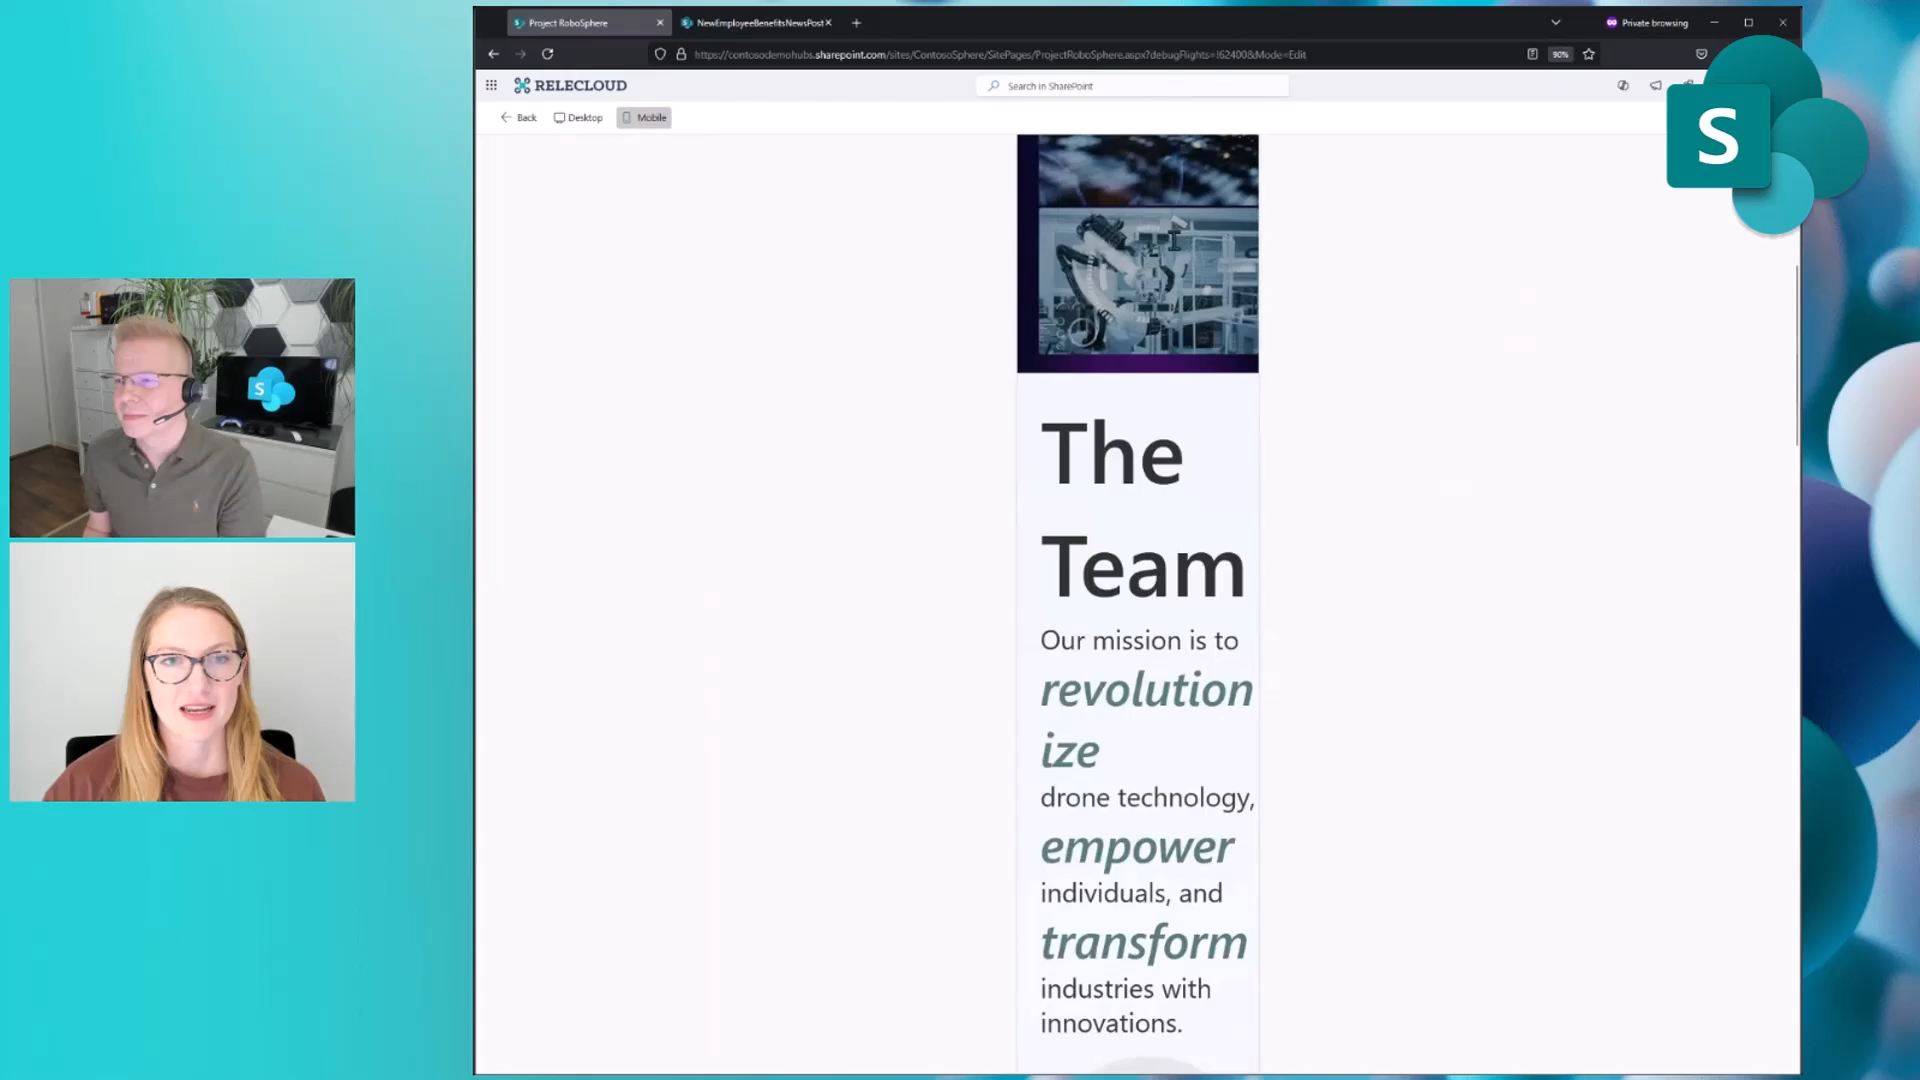 Project RoboSphere
NewEmployeeBenefitsNewsPost
Private browsing
https://contosodemohubs.sharepoint.com/sites/ContosoSphere/SitePages/ProjectRoboSphere.aspx?debugFlights=162400&Mode=Edit
90%
RELECLOUD
Search in SharePoint
Back
Desktop
Mobile
S
S
The
Team
Our mission is to
revolution
ize
drone technology,
empower
individuals, and
transform
industries with
innovations.